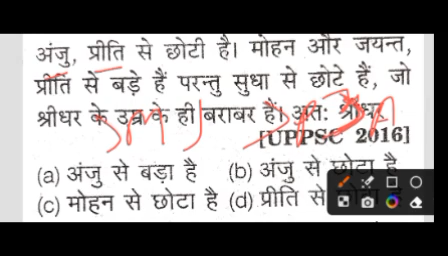 अंजु, प्रीति से छोटी है। मोहन और जयन्त,
प्रीति से बड़े हैं परन्तु सुधा से छोटे हैं, जो
श्रीधर के उम्र के ही बराबर हैं। अत: श्रीधर
[UPPSC 2016]
(a) अंजु से बड़ा है (b) अंजु से छोटा है
(c) मोहन से छोटा है (d) प्रीति से